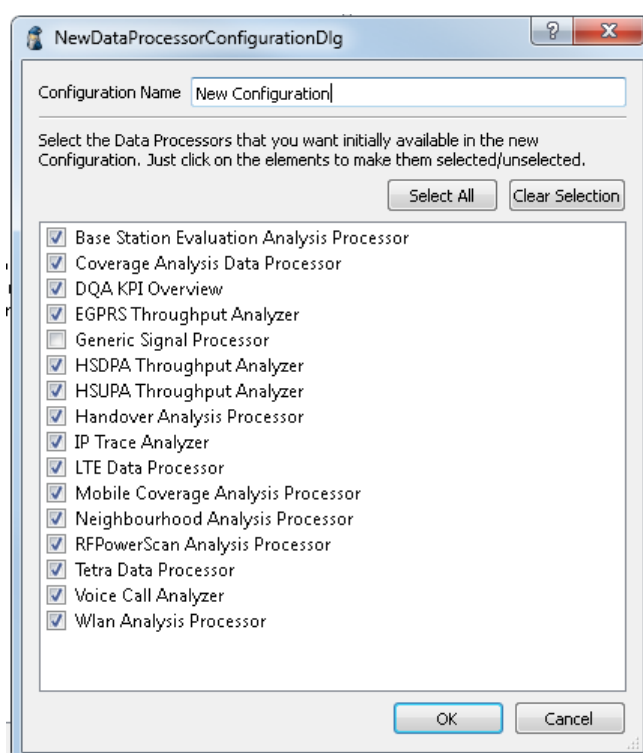 NewDataProcessorConfigurationDlg
Configuration Name New Configuration
Select the Data Processors that you want initially available in the new
Configuration. Just click on the elements to make them selected/unselected.
Select All Clear Selection
Base Station Evaluation Analysis Processor
Coverage Analysis Data Processor
DQA KPI Overview
EGPRS Throughput Analyzer
Generic Signal Processor
HSDPA Throughput Analyzer
HSUPA Throughput Analyzer
Handover Analysis Processor
IP Trace Analyzer
LTE Data Processor
Mobile Coverage Analysis Processor
Neighbourhood Analysis Processor
RFPowerScan Analysis Processor
Tetra Data Processor
Voice Call Analyzer
Wlan Analysis Processor
OK Cancel